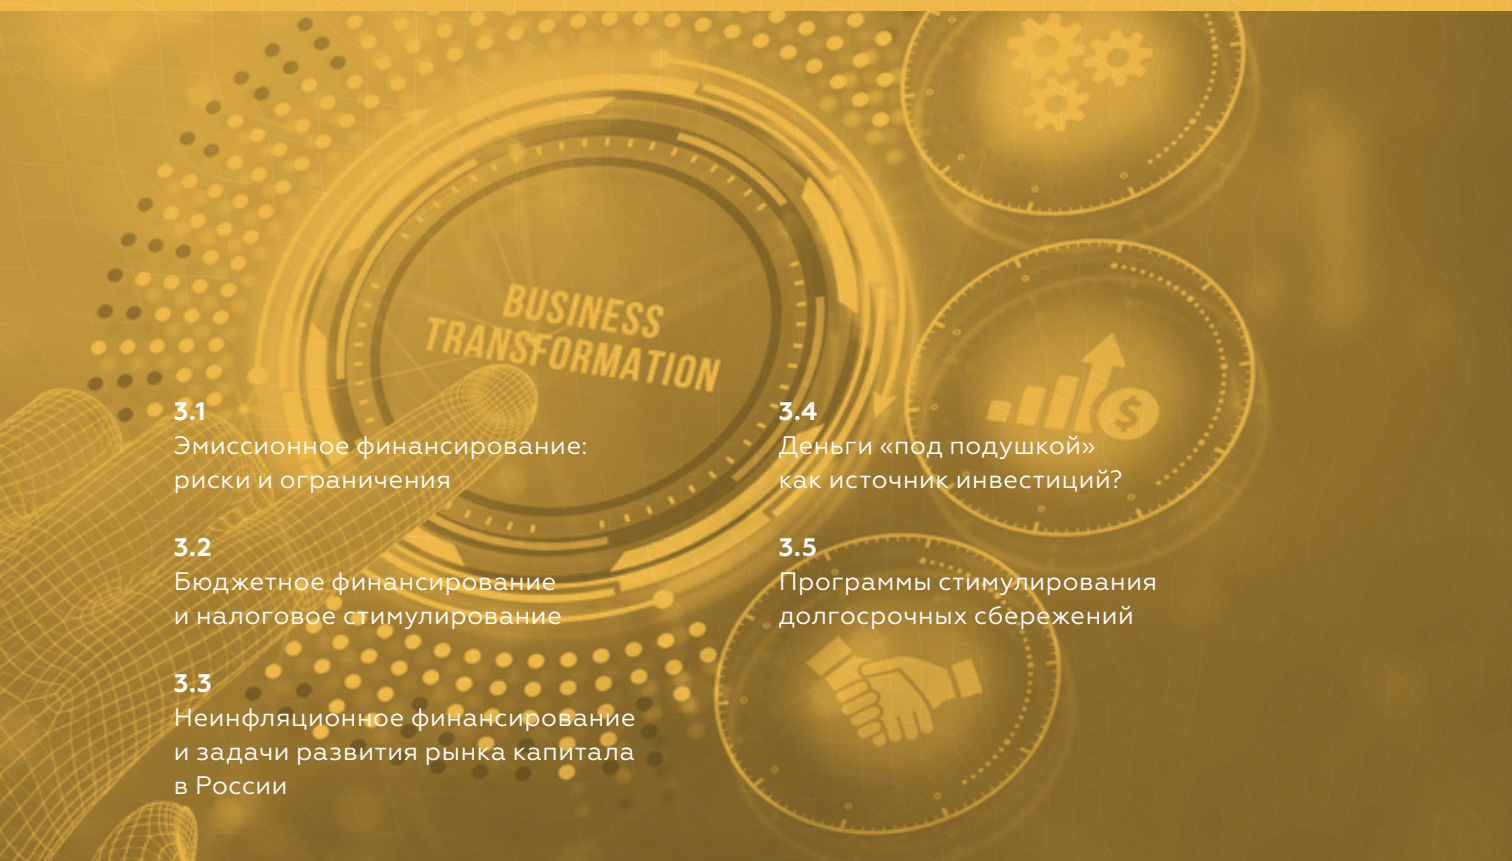 BUSINESS
TRANSFORMATION
3.1
Эмиссионное финансирование:
риски и ограничения
3.2
Бюджетное финансирование
и налоговое стимулирование
3.3
Неинфляционное финансирование
и задачи развития рынка капитала
в России
3.4
Деньги «под подушкой»
как источник инвестиций?
3.5
Программы стимулирования
долгосрочных сбережений